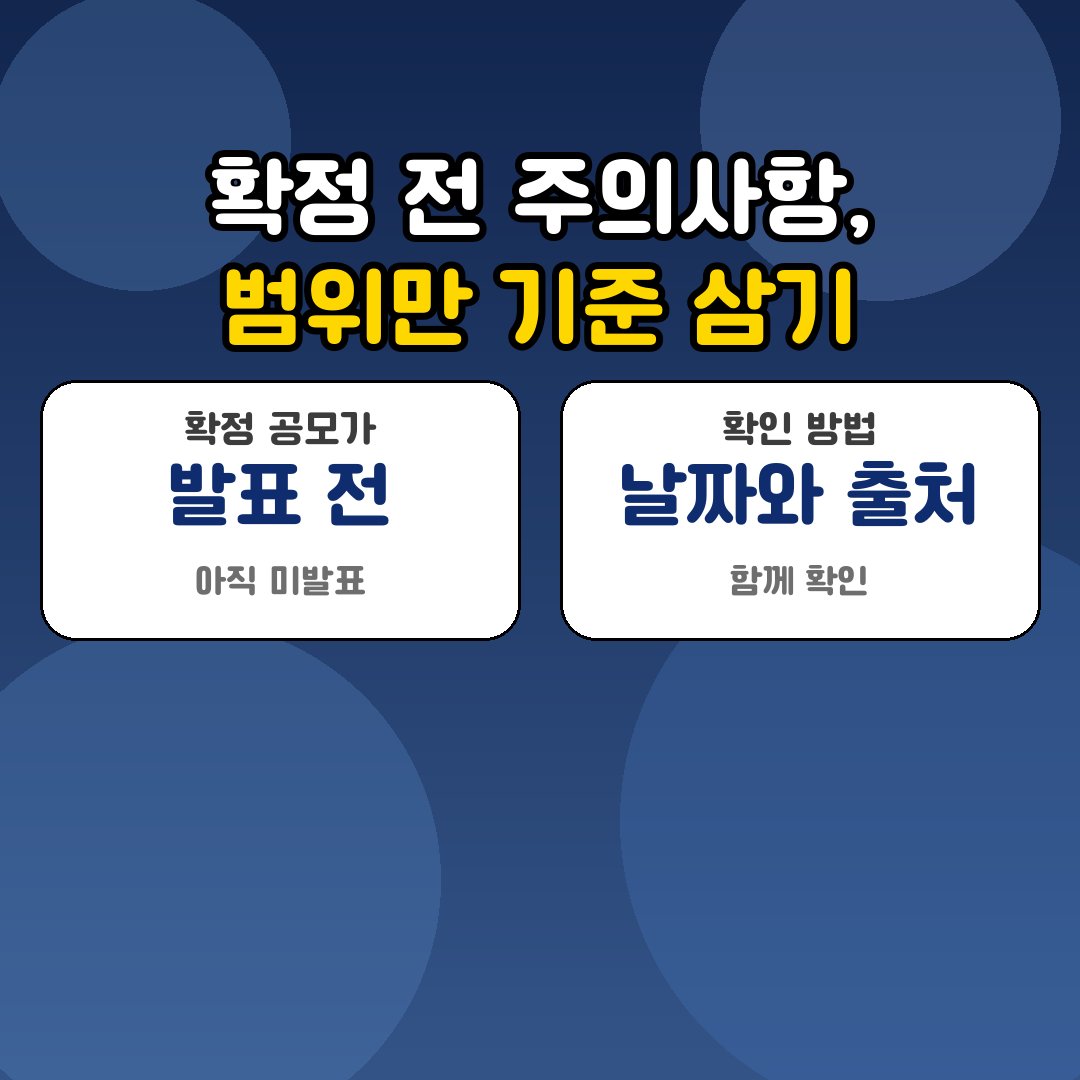 확정 전 주의사항,
범위만 기준 삼기
확정 공모가
발표 전
아직 미발표
확인 방법
날짜와 출처
함께 확인